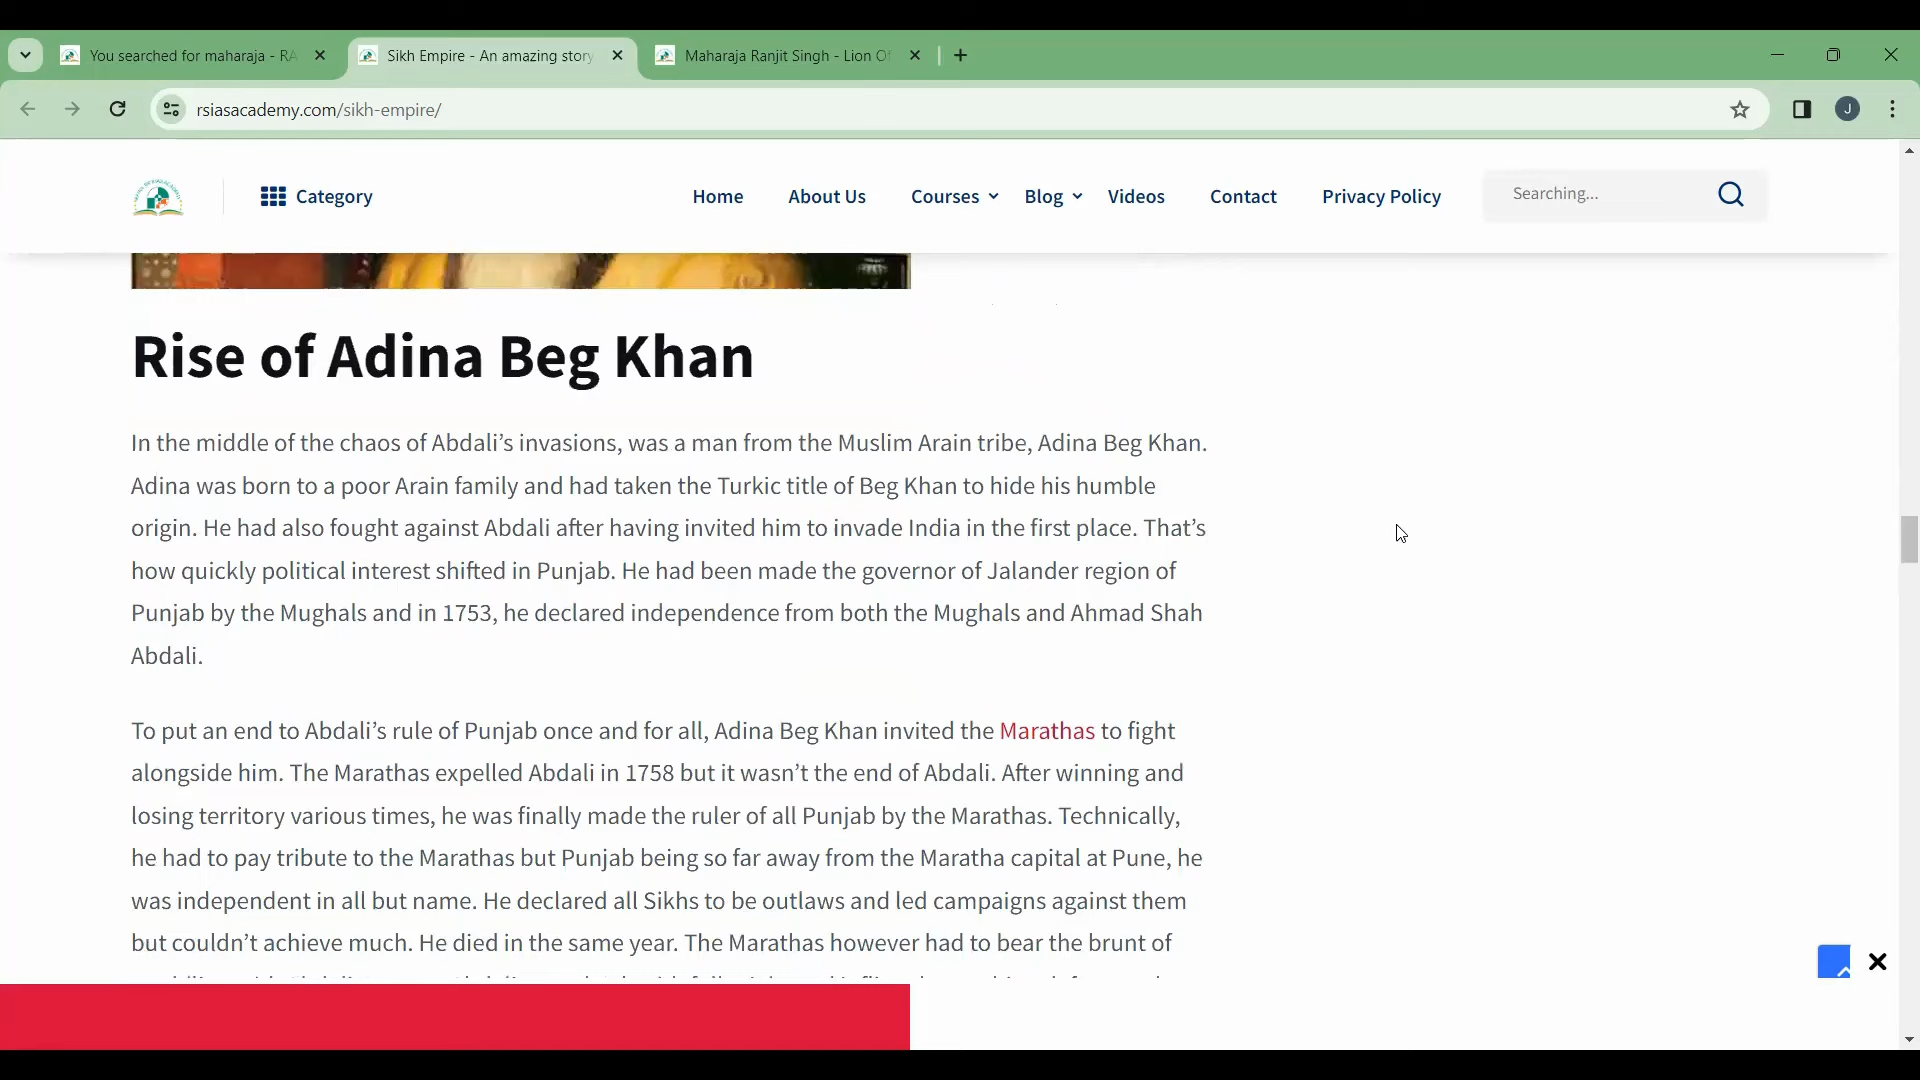 You searched for maharaja - RA
Sikh Empire - An amazing story
Maharaja Ranjit Singh - Lion Of
rsiasacademy.com/sikh-empire/
J
Category
Home
About Us
Courses
Blog
Videos
Contact
Privacy Policy
Searching...
Rise of Adina Beg Khan
In the middle of the chaos of Abdali’s invasions, was a man from the Muslim Arain tribe, Adina Beg Khan.
Adina was born to a poor Arain family and had taken the Turkic title of Beg Khan to hide his humble
origin. He had also fought against Abdali after having invited him to invade India in the first place. That’s
how quickly political interest shifted in Punjab. He had been made the governor of Jalander region of
Punjab by the Mughals and in 1753, he declared independence from both the Mughals and Ahmad Shah
Abdali.
To put an end to Abdali’s rule of Punjab once and for all, Adina Beg Khan invited the Marathas to fight
alongside him. The Marathas expelled Abdali in 1758 but it wasn’t the end of Abdali. After winning and
losing territory various times, he was finally made the ruler of all Punjab by the Marathas. Technically,
he had to pay tribute to the Marathas but Punjab being so far away from the Maratha capital at Pune, he
was independent in all but name. He declared all Sikhs to be outlaws and led campaigns against them
but couldn’t achieve much. He died in the same year. The Marathas however had to bear the brunt of